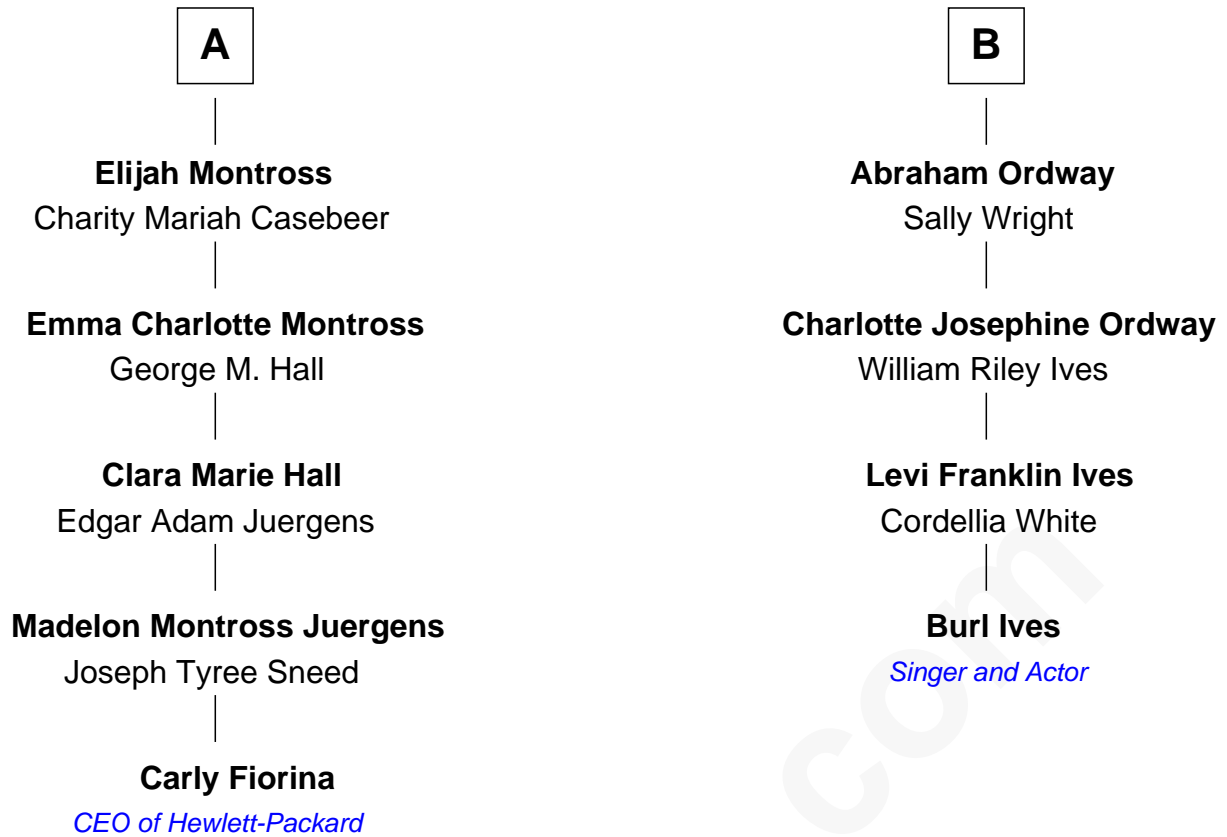 A
Elijah Montross
Charity Mariah Casebeer
Emma Charlotte Montross
George M. Hall
Clara Marie Hall
Edgar Adam Juergens
Madelon Montross Juergens
Joseph Tyree Sneed
Carly Fiorina
CEO of Hewlett-Packard
B
Abraham Ordway
Sally Wright
Charlotte Josephine Ordway
William Riley Ives
Levi Franklin Ives
Cordellia White
Burl Ives
Singer and Actor
com